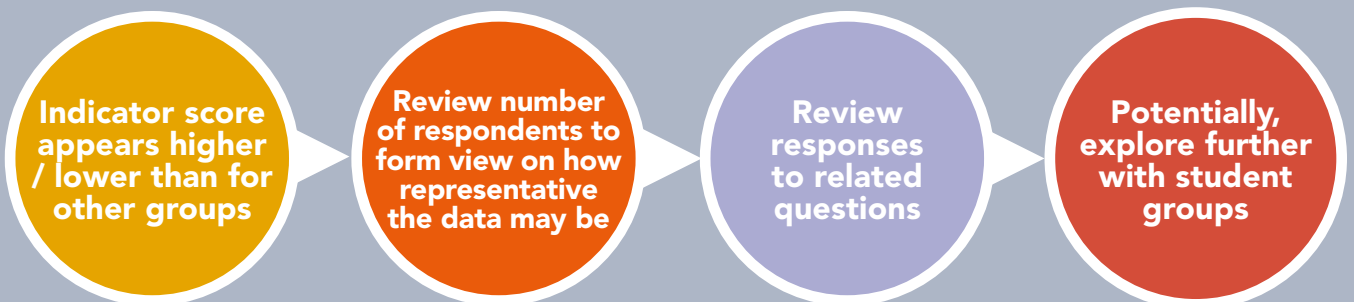 Indicator score
appears higher
/ lower than for
other groups
Review number
of respondents to
form view on how
representative
the data may be
Review
responses
to related
questions
Potentially,
explore further
with student
groups